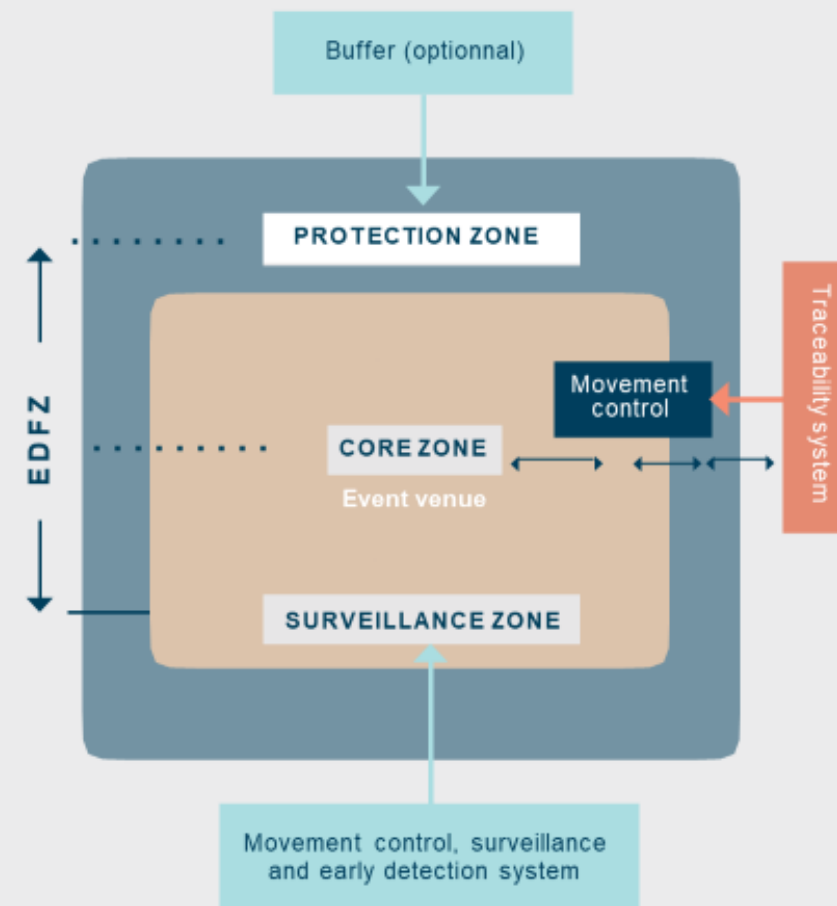 Buffer (optionnal)
PROTECTION ZONE
Traceability system
Movement
control
EDFZ
CORE ZONE
Event venue
SURVEILLANCE ZONE
Movement control, surveillance
and early detection system